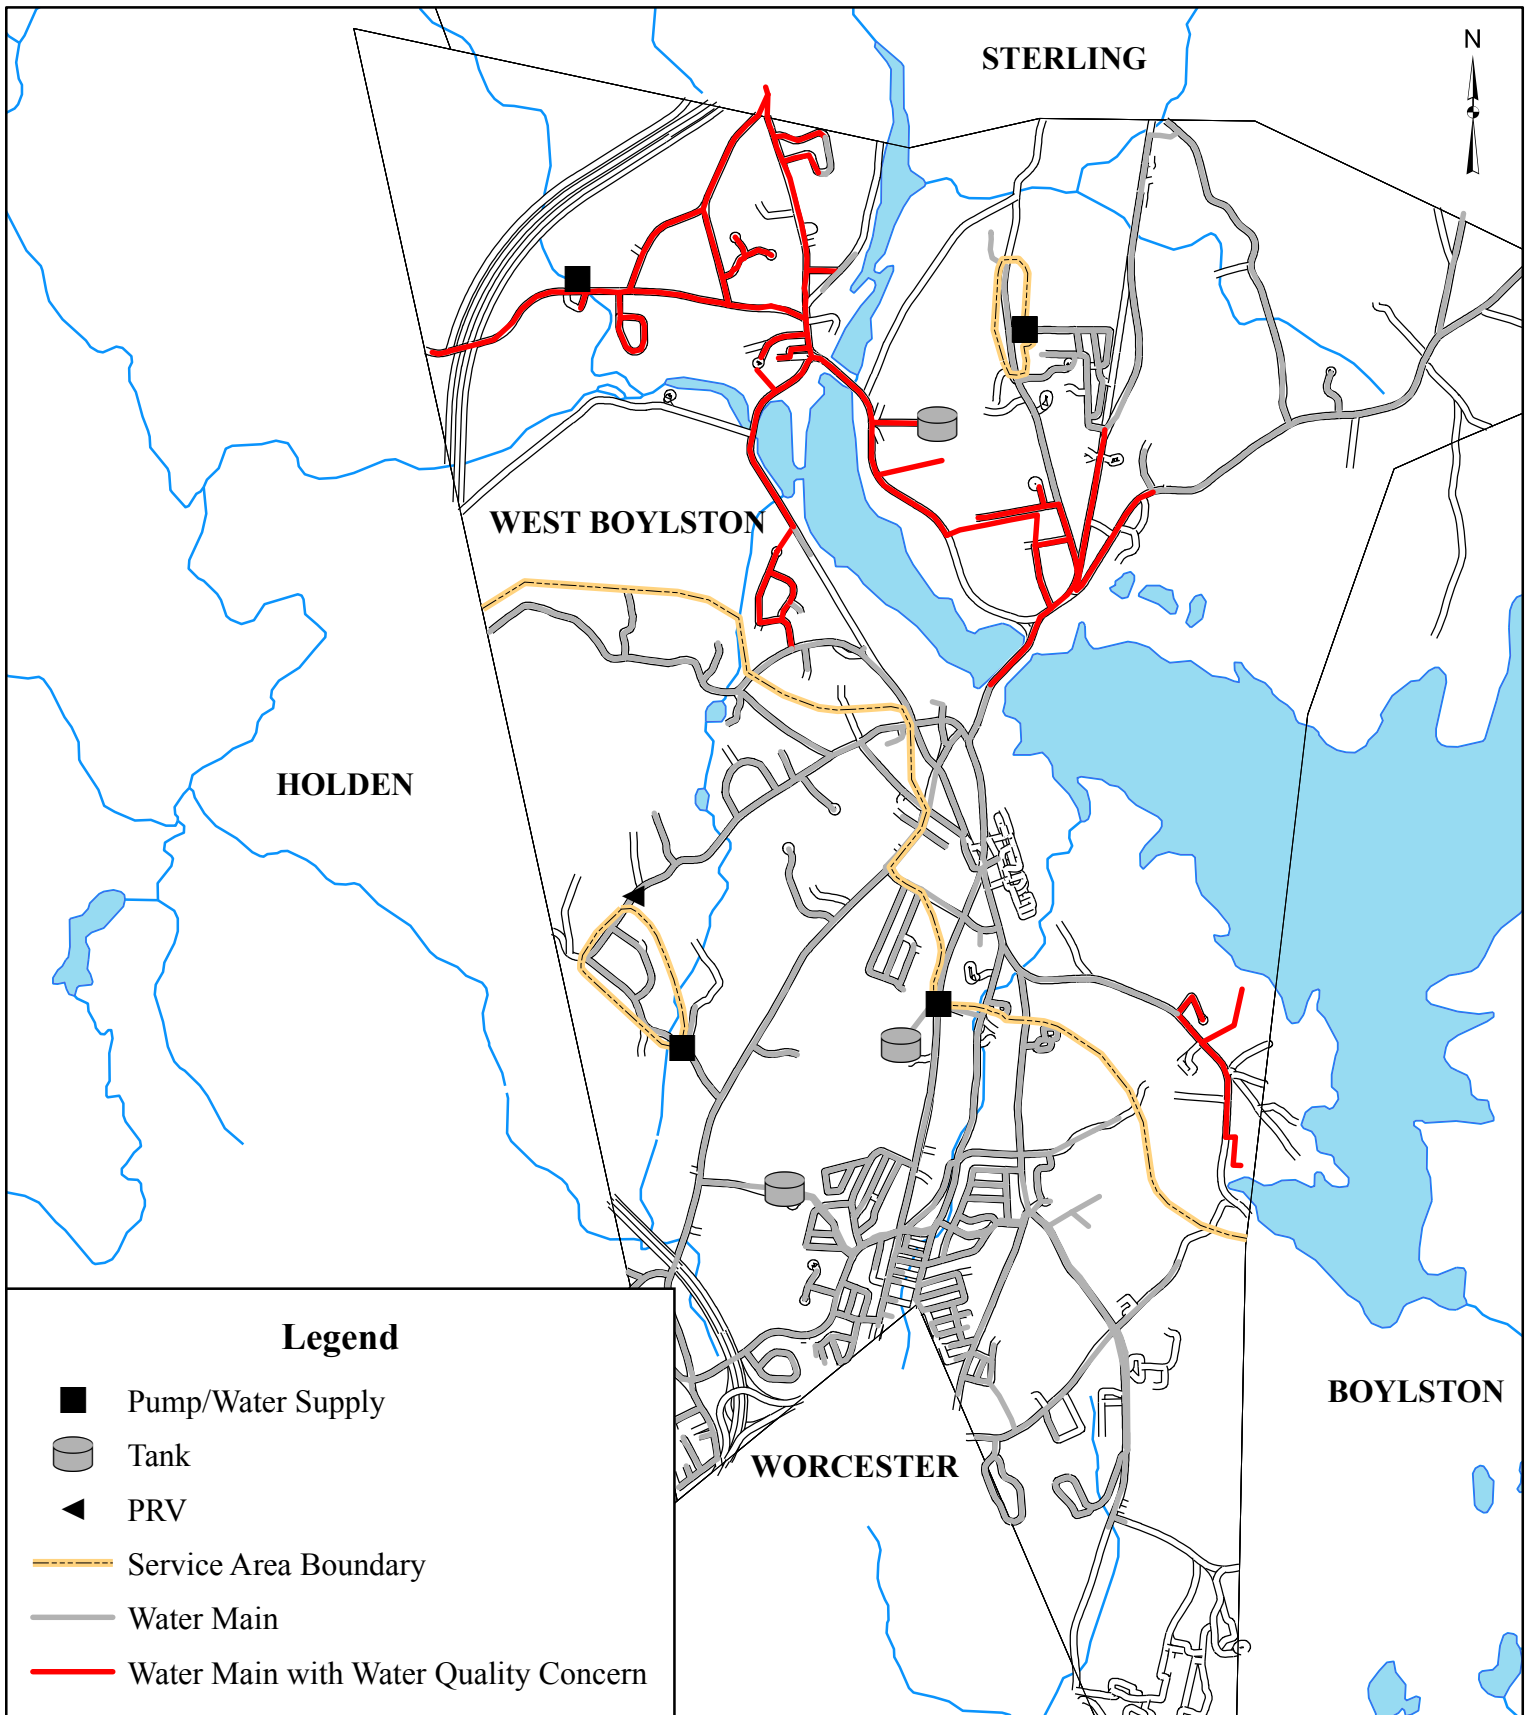 STERLING
N
WEST BOYLSTON
HOLDEN
BOYLSTON
WORCESTER
Legend
Pump/Water Supply
Tank
PRV
Service Area Boundary
Water Main
Water Main with Water Quality Concern